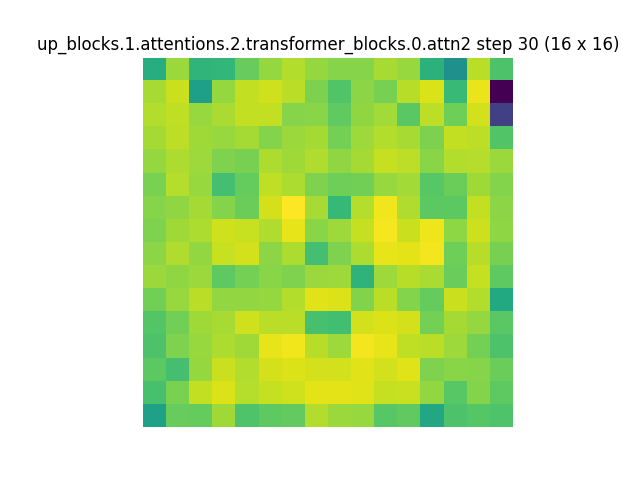 up_blocks.1.attentions.2.transformer_blocks.0.attn2 step 30 (16 x 16)